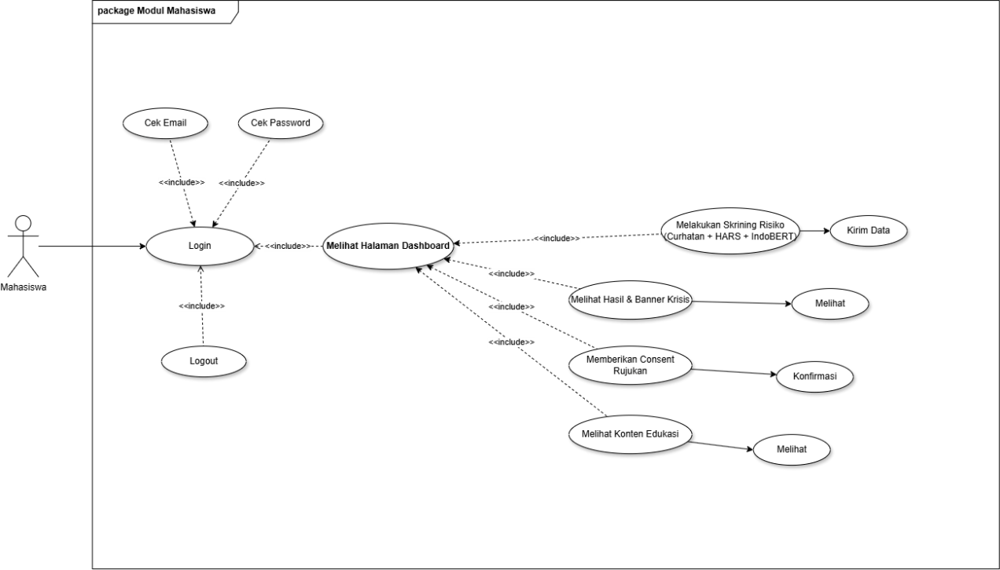 package Modul Mahasiswa
Cek Email
Cek Password
<<include>>
<<include>>
Mahasiswa
Login
<<include>>
Melihat Halaman Dashboard
<<include>>
Logout
<<include>>
Melakukan Skrining Risiko
(Curhatan + HARS + IndoBERT)
Kirim Data
<<include>>
Melihat Hasil & Banner Krisis
Melihat
<<include>>
Memberikan Consent
Rujukan
Konfirmasi
<<include>>
Melihat Konten Edukasi
Melihat